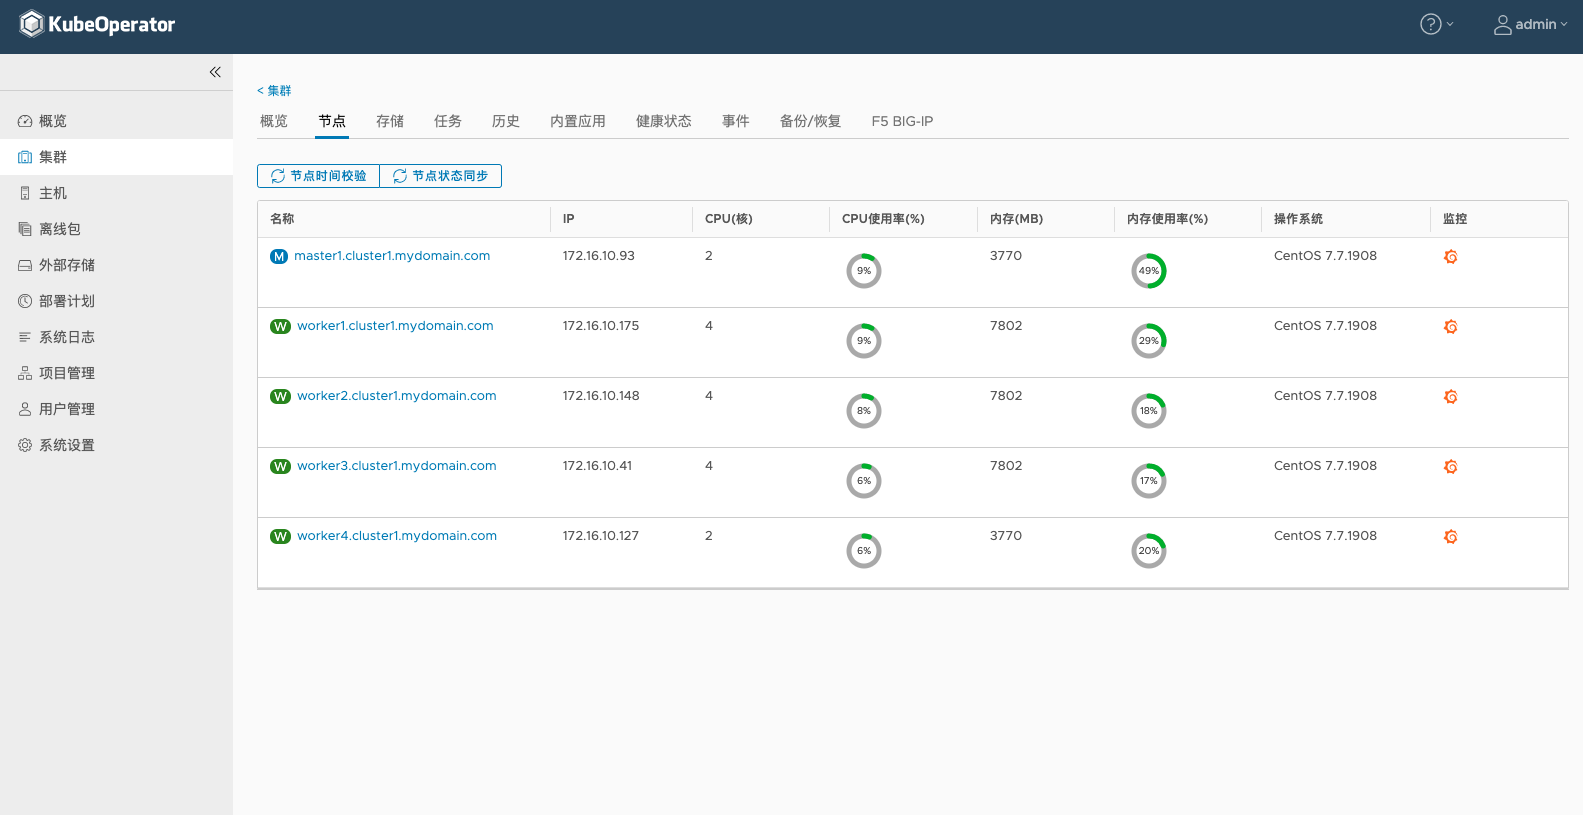 KubeOperator
? admin
概览
集群
主机
离线包
外部存储
部署计划
系统日志
项目管理
用户管理
系统设置
< 集群
概览 节点 存储 任务 历史 内置应用 健康状态 事件 备份/恢复 F5 BIG-IP
节点时间校验 节点状态同步
名称 IP CPU(核) CPU使用率(%) 内存(MB) 内存使用率(%) 操作系统 监控
M master1.cluster1.mydomain.com 172.16.10.93 2 9% 3770 49% CentOS 7.7.1908
W worker1.cluster1.mydomain.com 172.16.10.175 4 9% 7802 29% CentOS 7.7.1908
W worker2.cluster1.mydomain.com 172.16.10.148 4 8% 7802 18% CentOS 7.7.1908
W worker3.cluster1.mydomain.com 172.16.10.41 4 6% 7802 17% CentOS 7.7.1908
W worker4.cluster1.mydomain.com 172.16.10.127 2 6% 3770 20% CentOS 7.7.1908